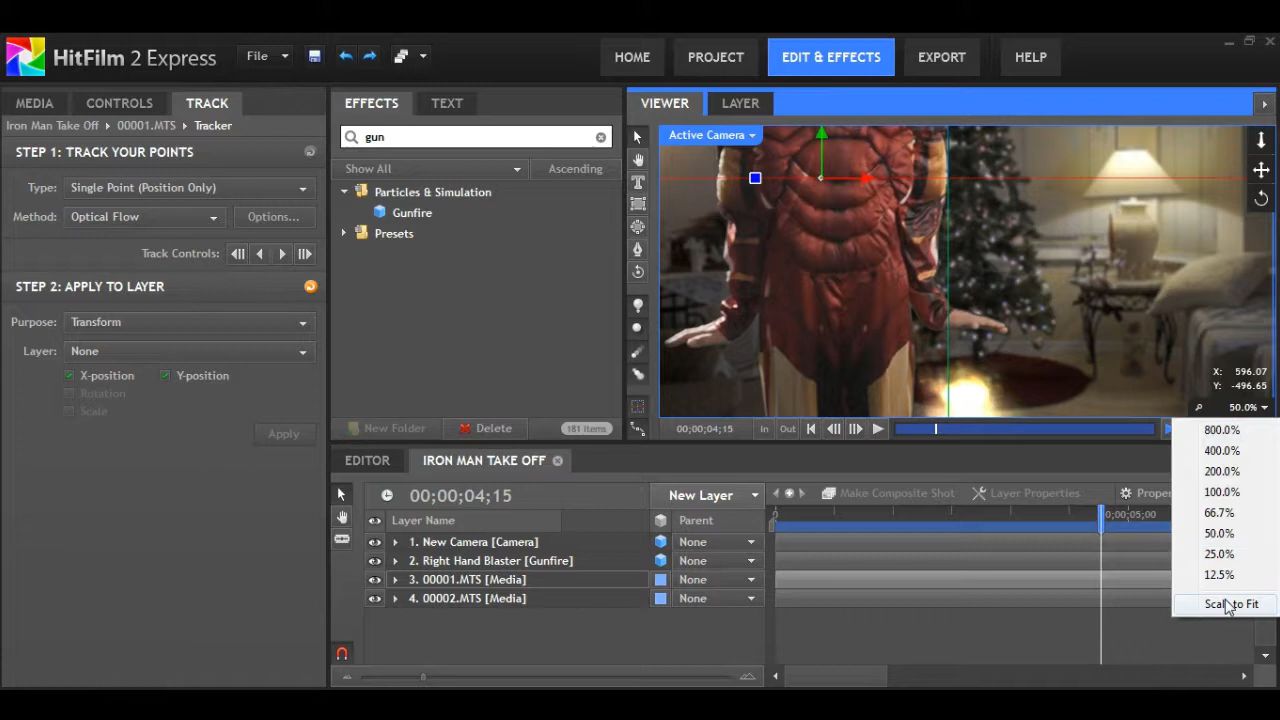 HitFilm 2 Express
File
HOME
PROJECT
EDIT & EFFECTS
EXPORT
HELP
MEDIA
CONTROLS
TRACK
Iron Man Take Off
00001.MTS
Tracker
STEP 1: TRACK YOUR POINTS
Type:
Single Point (Position Only)
Method:
Optical Flow
Options...
Track Controls:
STEP 2: APPLY TO LAYER
Purpose:
Transform
Layer:
None
X-position
Y-position
Rotation
Scale
Apply
EFFECTS
TEXT
gun
Show All
Ascending
Particles & Simulation
Gunfire
Presets
New Folder
Delete
181 items
VIEWER
LAYER
Active Camera
X: 596.07
Y: -496.65
50.0%
00;00;04;15
In
Out
800.0%
400.0%
200.0%
100.0%
66.7%
50.0%
25.0%
12.5%
Scale to Fit
EDITOR
IRON MAN TAKE OFF
00;00;04;15
New Layer
Make Composite Shot
Layer Properties
Proper
Layer Name
Parent
0
0;00;05;00
1. New Camera [Camera]
None
2. Right Hand Blaster [Gunfire]
None
3. 00001.MTS [Media]
None
4. 00002.MTS [Media]
None